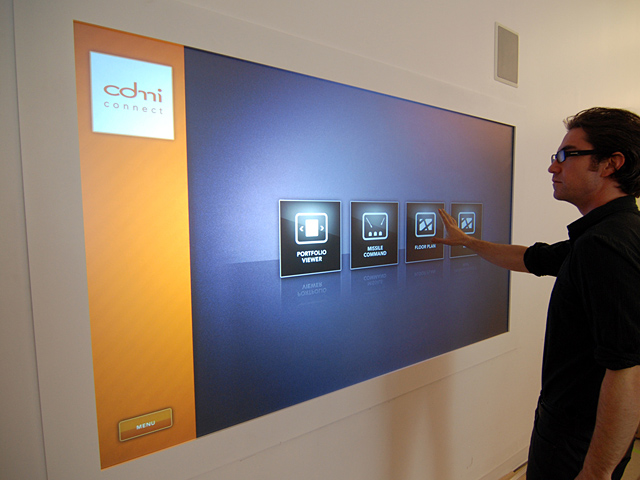 cdmi
connect
PORTFOLIO
VIEWER
MISSILE
COMMAND
FLOOR PLAN
MENU